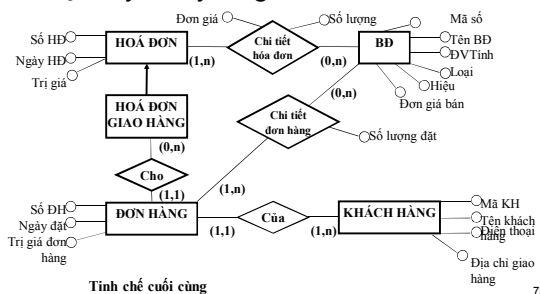 Đơn giá
Số lượng
Mã số
Số HĐ
HOÁ ĐƠN
Chi tiết
hóa đơn
BĐ
Tên BĐ
ĐVTính
Ngày HĐ
(1,n)
(0,n)
Loại
Trị giá
Hiệu
(0,n)
Đơn giá bán
HOÁ ĐƠN
GIAO HÀNG
Chi tiết
đơn hàng
Số lượng đặt
(0,n)
Cho
(1,1)
(1,n)
Số ĐH
ĐƠN HÀNG
Của
KHÁCH HÀNG
Mã KH
Ngày đặt
Tên khách
hàng
Điện thoại
Trị giá đơn
hàng
(1,1)
(1,n)
Địa chỉ giao
hàng
Tinh chế cuối cùng
7